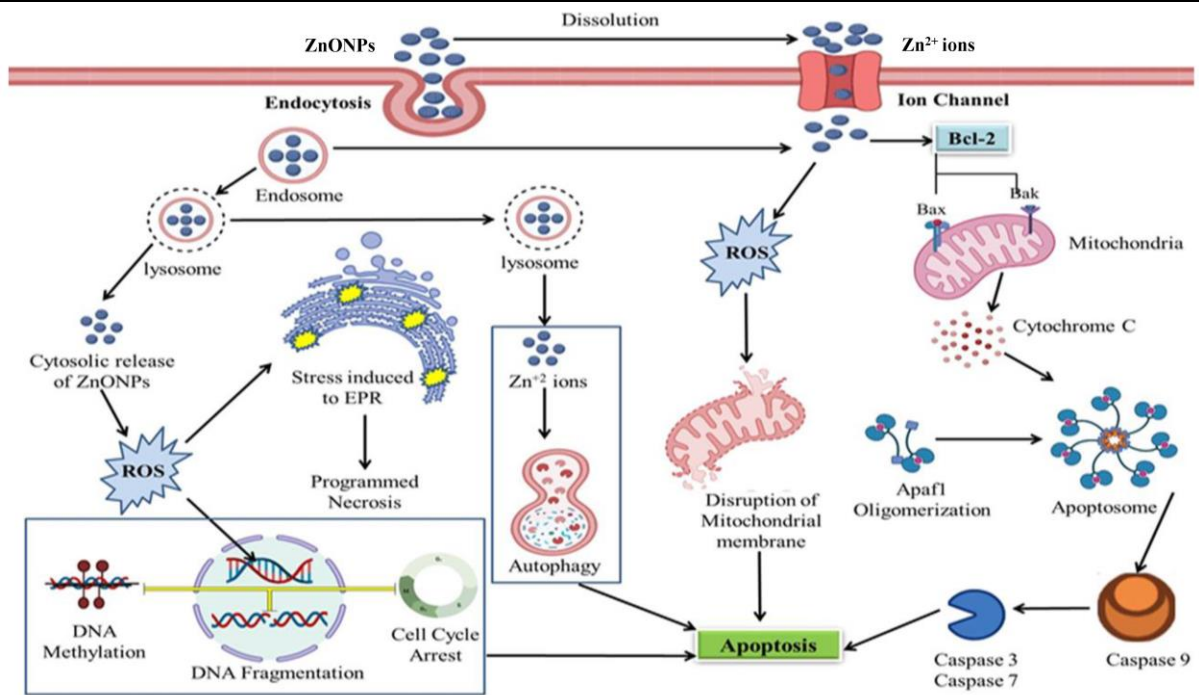 Dissolution
ZnONPs
Zn²⁺ ions
Endocytosis
Ion Channel
Bcl-2
Endosome
Bax
Bak
lysosome
ROS
lysosome
Mitochondria
Cytochrome C
Cytosolic release
of ZnONPs
Stress induced
to EPR
Zn⁺² ions
ROS
Programmed
Necrosis
Disruption of
Mitochondrial
membrane
Apaf1
Oligomerization
Apoptosome
Autophagy
DNA
Methylation
DNA Fragmentation
Cell Cycle
Arrest
Apoptosis
Caspase 3
Caspase 7
Caspase 9